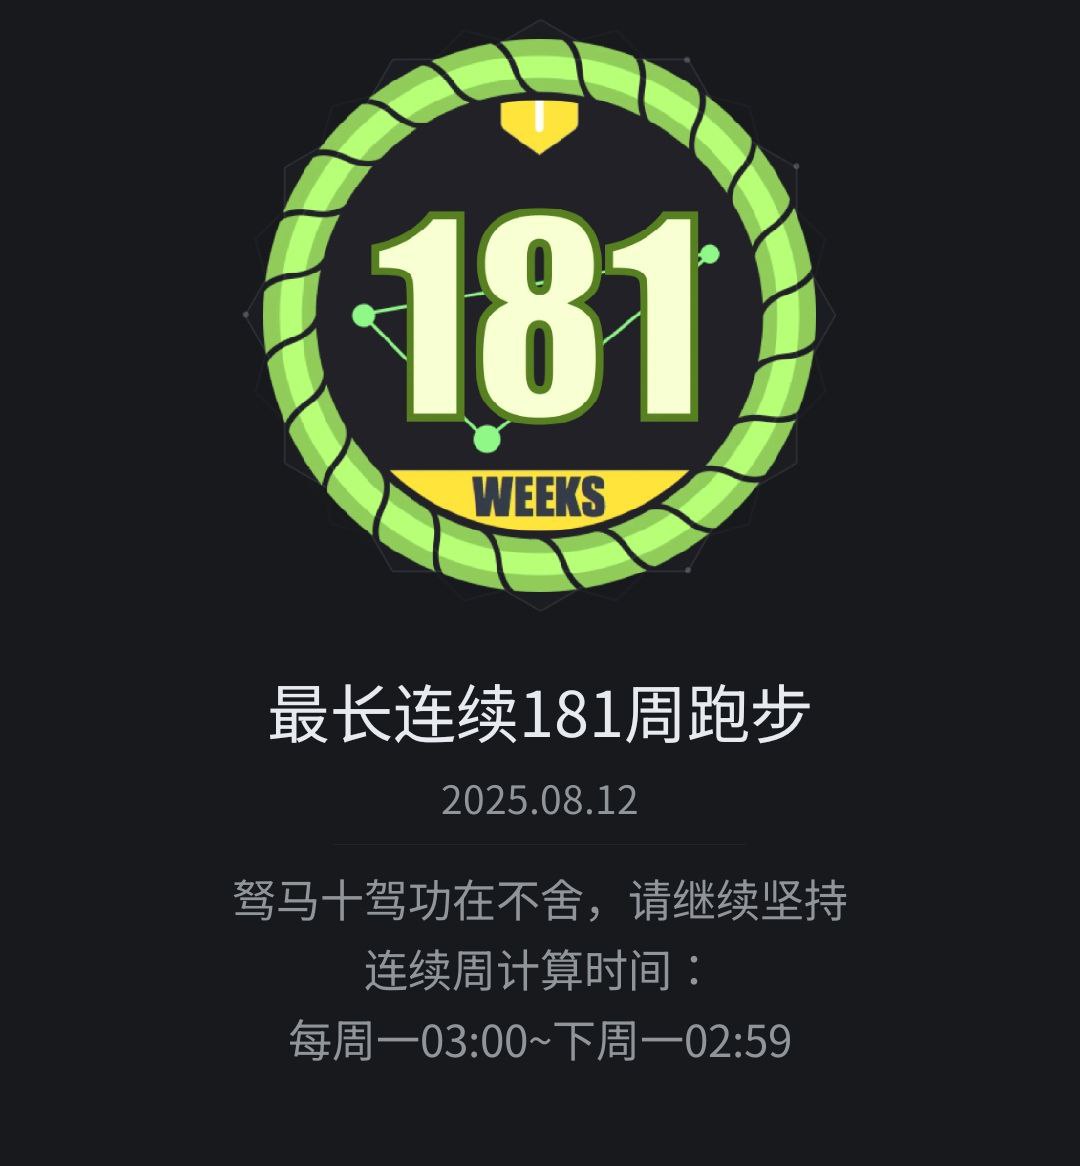 181
WEEKS
最长连续181周跑步
2025.08.12
驽马十驾功在不舍，请继续坚持
连续周计算时间：
每周一03:00~下周一02:59